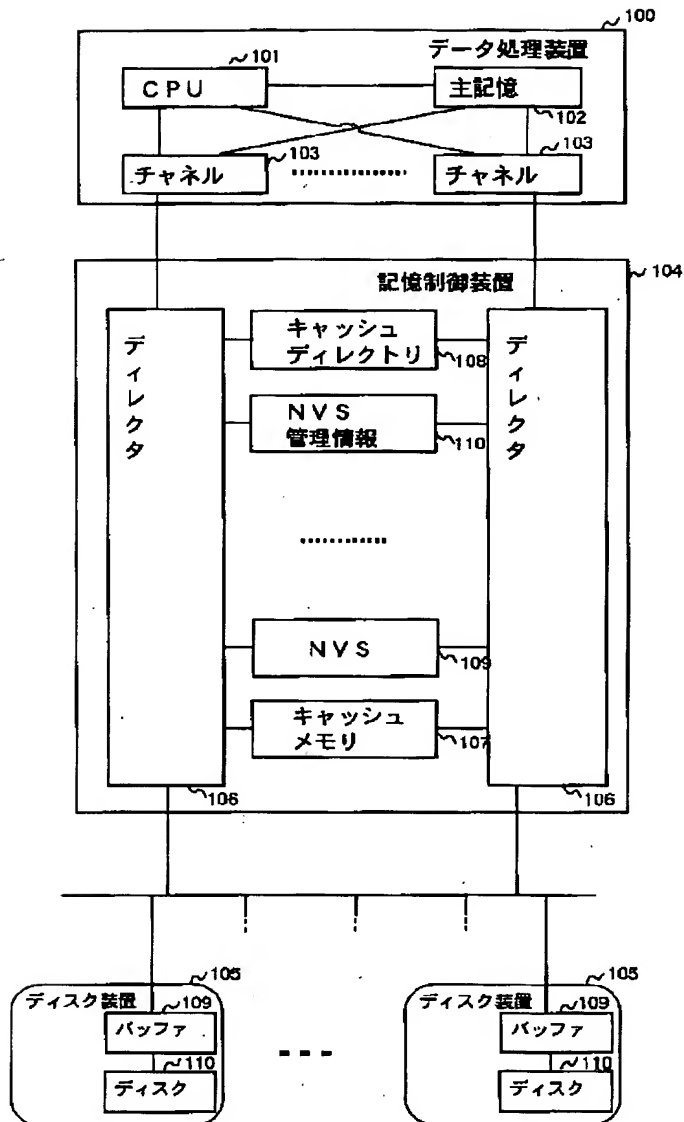 100
データ処理装置
101
CPU
主記憶
102
103
チャネル
103
チャネル
104
記憶制御装置
ディレクタ
キャッシュ
ディレクトリ
108
NVS
管理情報
110
ディレクタ
NVS
109
キャッシュ
メモリ
107
106
106
105
ディスク装置
109
バッファ
110
ディスク
105
ディスク装置
109
バッファ
110
ディスク